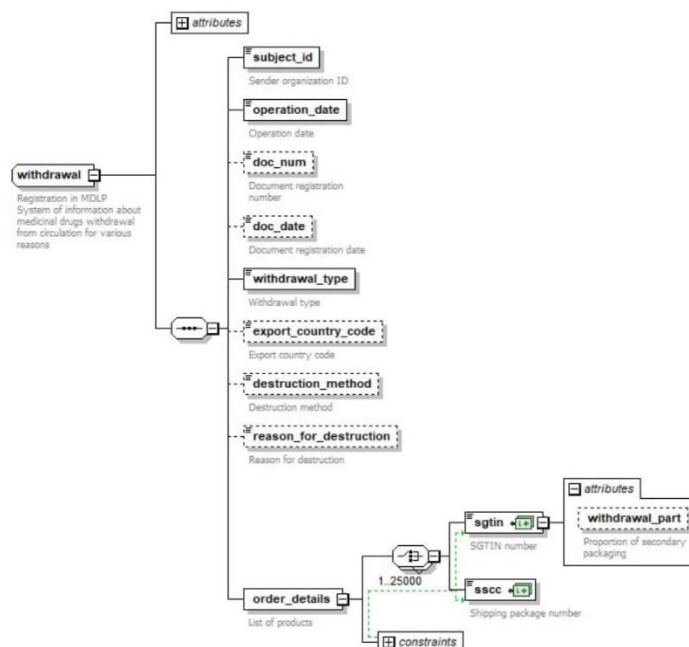 attributes
subject_id
Sender organization ID
operation_date
Operation date
doc_num
Document registration
number
doc_date
Document registration date
withdrawal
Registration in MDLP
System of information about
medicinal drugs withdrawal
from circulation for various
reasons
withdrawal_type
Withdrawal type
export_country_code
Export country code
destruction_method
Destruction method
reason_for_destruction
Reason for destruction
order_details
List of products
1..25000
sgtin
SGTIN number
attributes
withdrawal_part
Proportion of secondary
packaging
sscc
Shipping package number
constraints